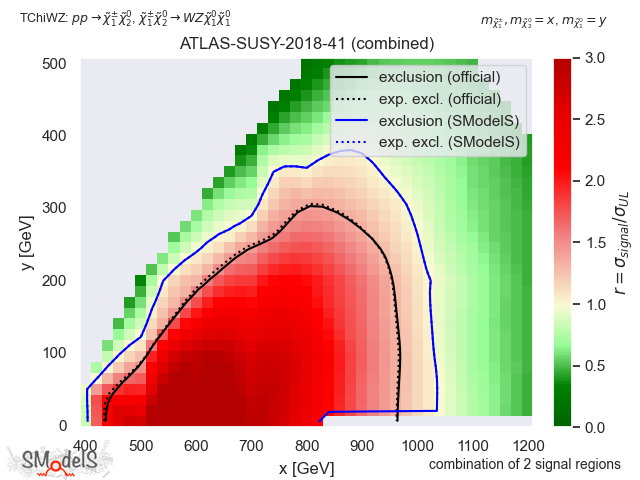 TChiWZ: pp → χ̃₁^± χ̃₂^0, χ̃₁^± χ̃₂^0 → WZ χ̃₁^0 χ̃₁^0
m_χ̃₁^±, m_χ̃₂^0 = x, m_χ̃₁^0 = y
ATLAS-SUSY-2018-41 (combined)
exclusion (official)
exp. excl. (official)
exclusion (SModelS)
exp. excl. (SModelS)
y [GeV]
500
400
300
200
100
0
400 500 600 700 800 900 1000 1100 1200
x [GeV]
3.0
2.5
2.0
1.5
1.0
0.5
0.0
r = σ_signal/σ_UL
SModelS
combination of 2 signal regions